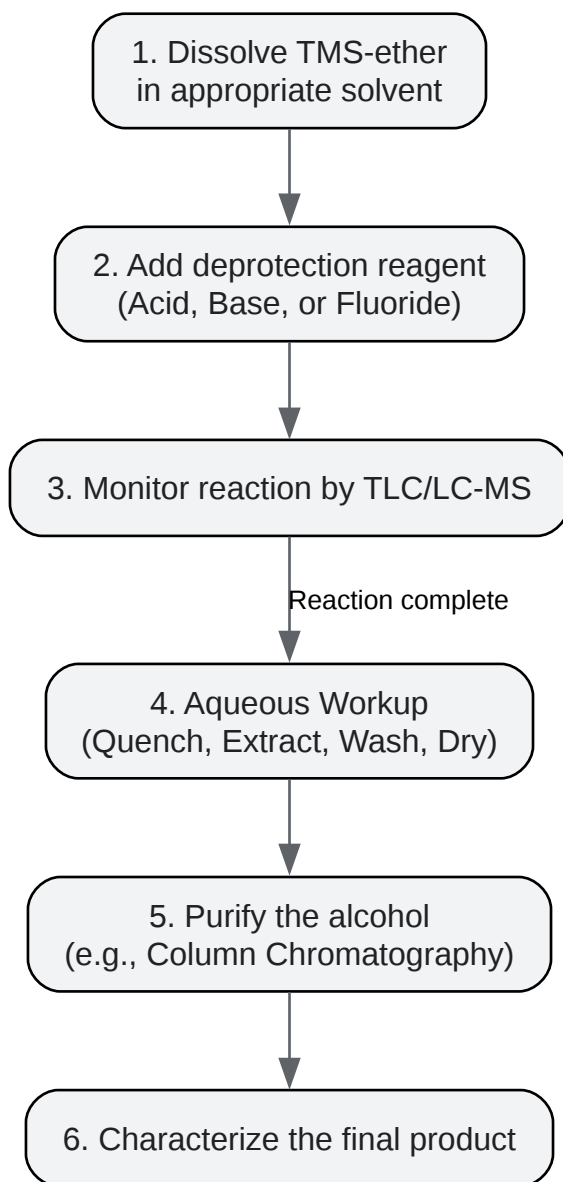 1. Dissolve TMS-ether
in appropriate solvent
2. Add deprotection reagent
(Acid, Base, or Fluoride)
3. Monitor reaction by TLC/LC-MS
Reaction complete
4. Aqueous Workup
(Quench, Extract, Wash, Dry)
5. Purify the alcohol
(e.g., Column Chromatography)
6. Characterize the final product